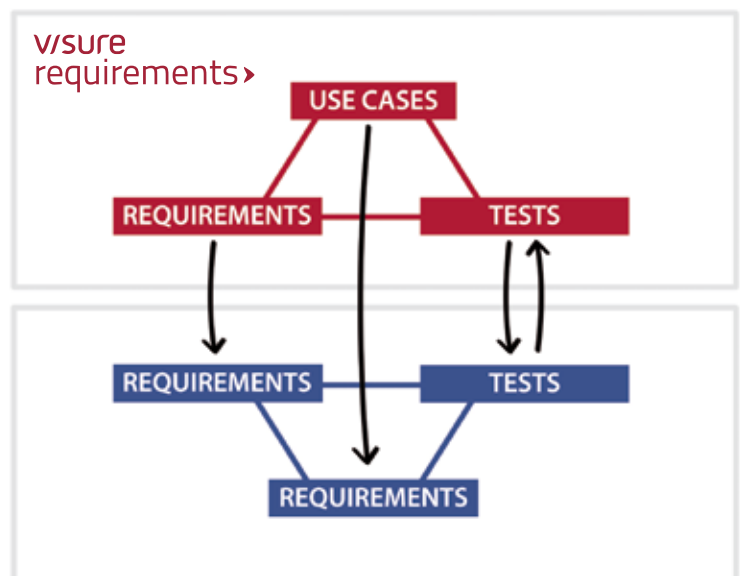 visure
requirements
USE CASES
REQUIREMENTS
TESTS
REQUIREMENTS
TESTS
REQUIREMENTS